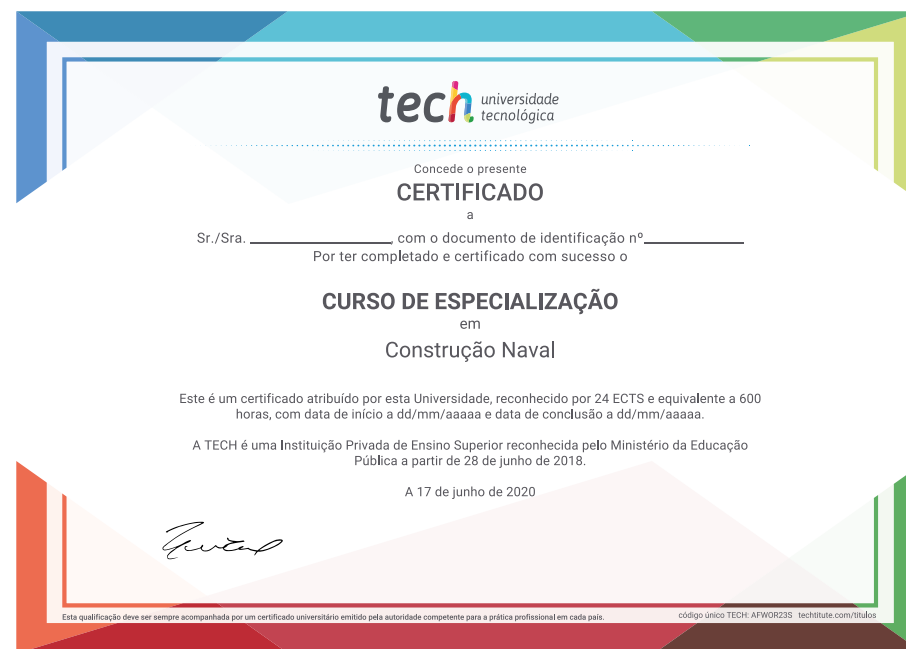 tech universidade
tecnológica
Concede o presente
CERTIFICADO
a
Sr./Sra. ____________________, com o documento de identificação nº______________
Por ter completado e certificado com sucesso o
CURSO DE ESPECIALIZAÇÃO
em
Construção Naval
Este é um certificado atribuído por esta Universidade, reconhecido por 24 ECTS e equivalente a 600
horas, com data de início a dd/mm/aaaaa e data de conclusão a dd/mm/aaaaa.
A TECH é uma Instituição Privada de Ensino Superior reconhecida pelo Ministério da Educação
Pública a partir de 28 de junho de 2018.
A 17 de junho de 2020
Esta qualificação deve ser sempre acompanhada por um certificado universitário emitido pela autoridade competente para a prática profissional em cada país.
código único TECH: AFWOR23S techtitute.com/titulos